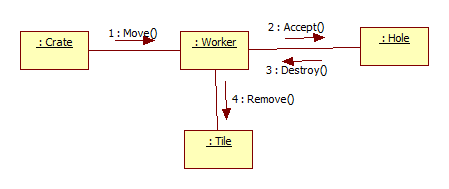 1 : Move()
2 : Accept()
: Crate
: Worker
: Hole
3 : Destroy()
4 : Remove()
: Tile